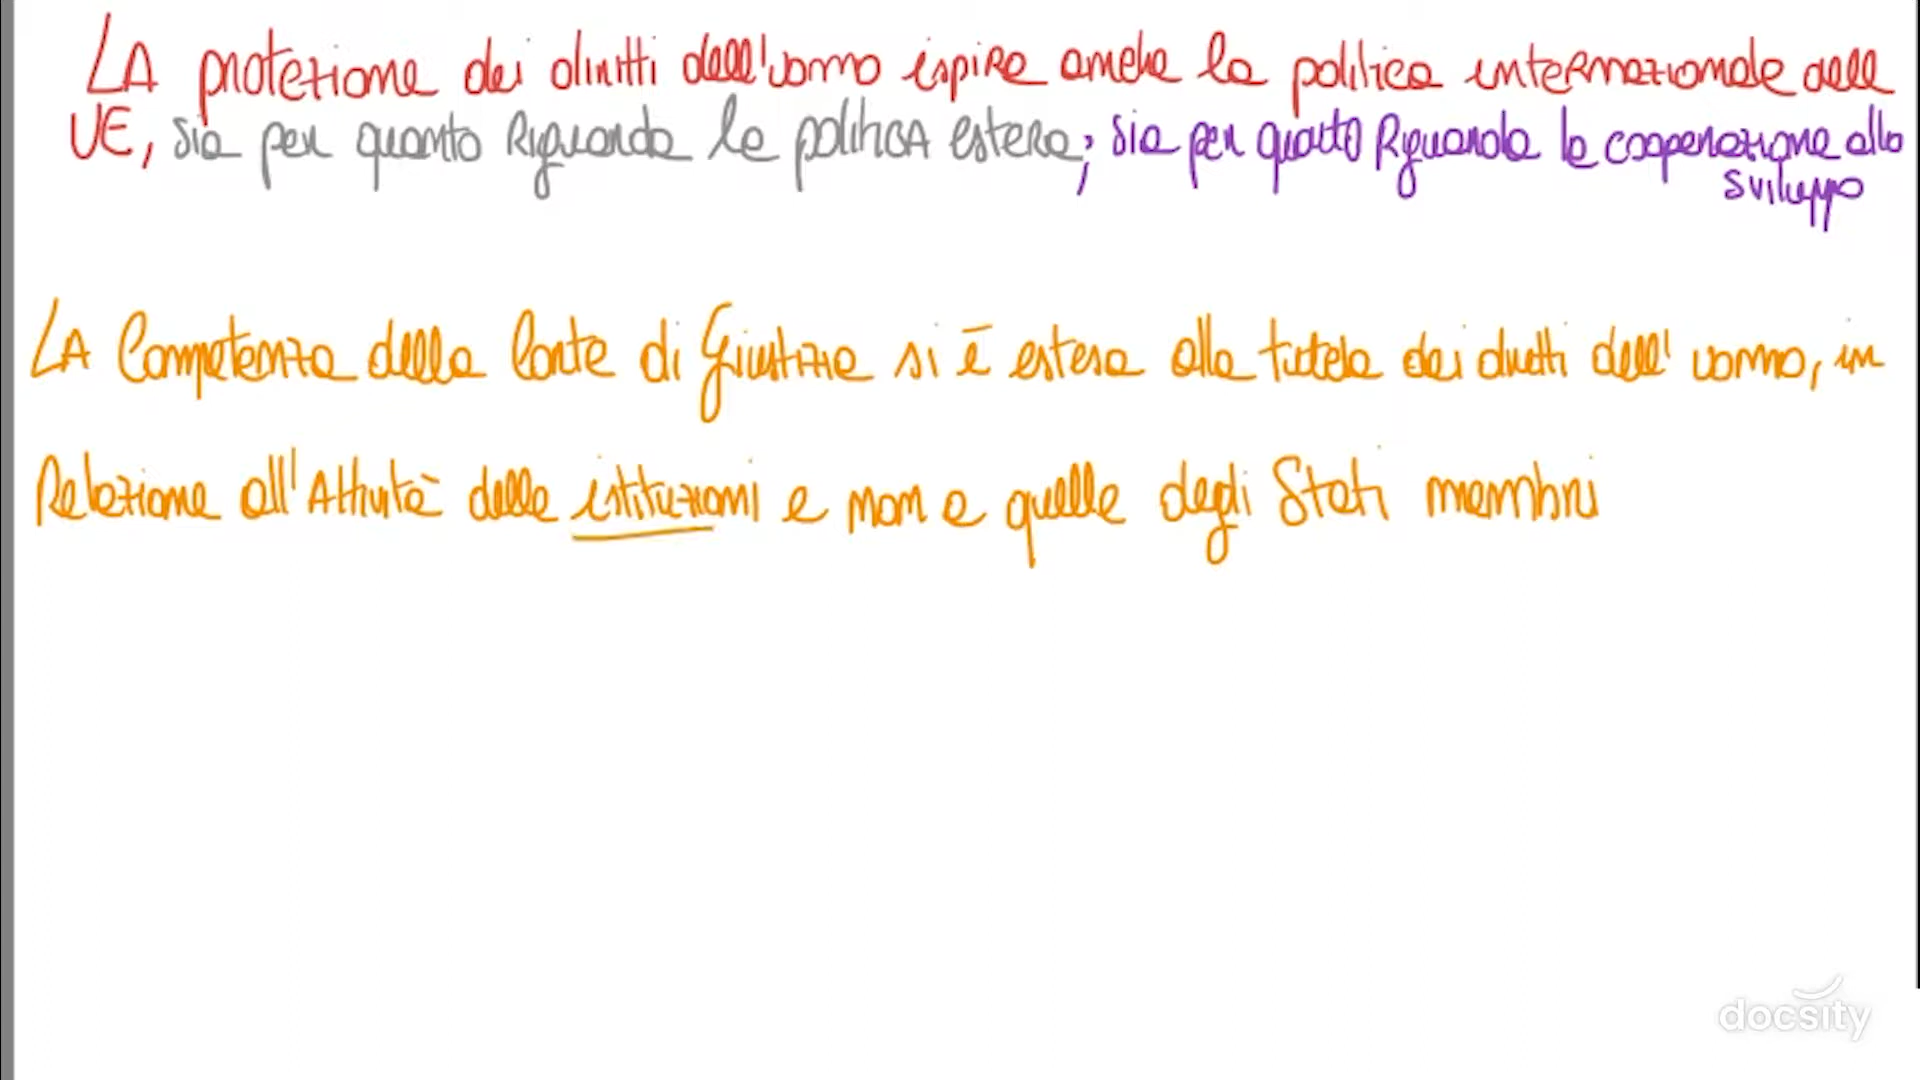 LA protezione dei diritti dell'uomo ispira anche la politica internazionale dell
UE, sia per quanto Riguarda la politica estera; sia per quanto Riguarda la cooperazione allo
sviluppo
LA Competenza della Corte di Giustizia si è estesa alla tutela dei diritti dell'uomo, in
Relazione all'Attività delle istituzioni e non a quelle degli Stati membri
docsity